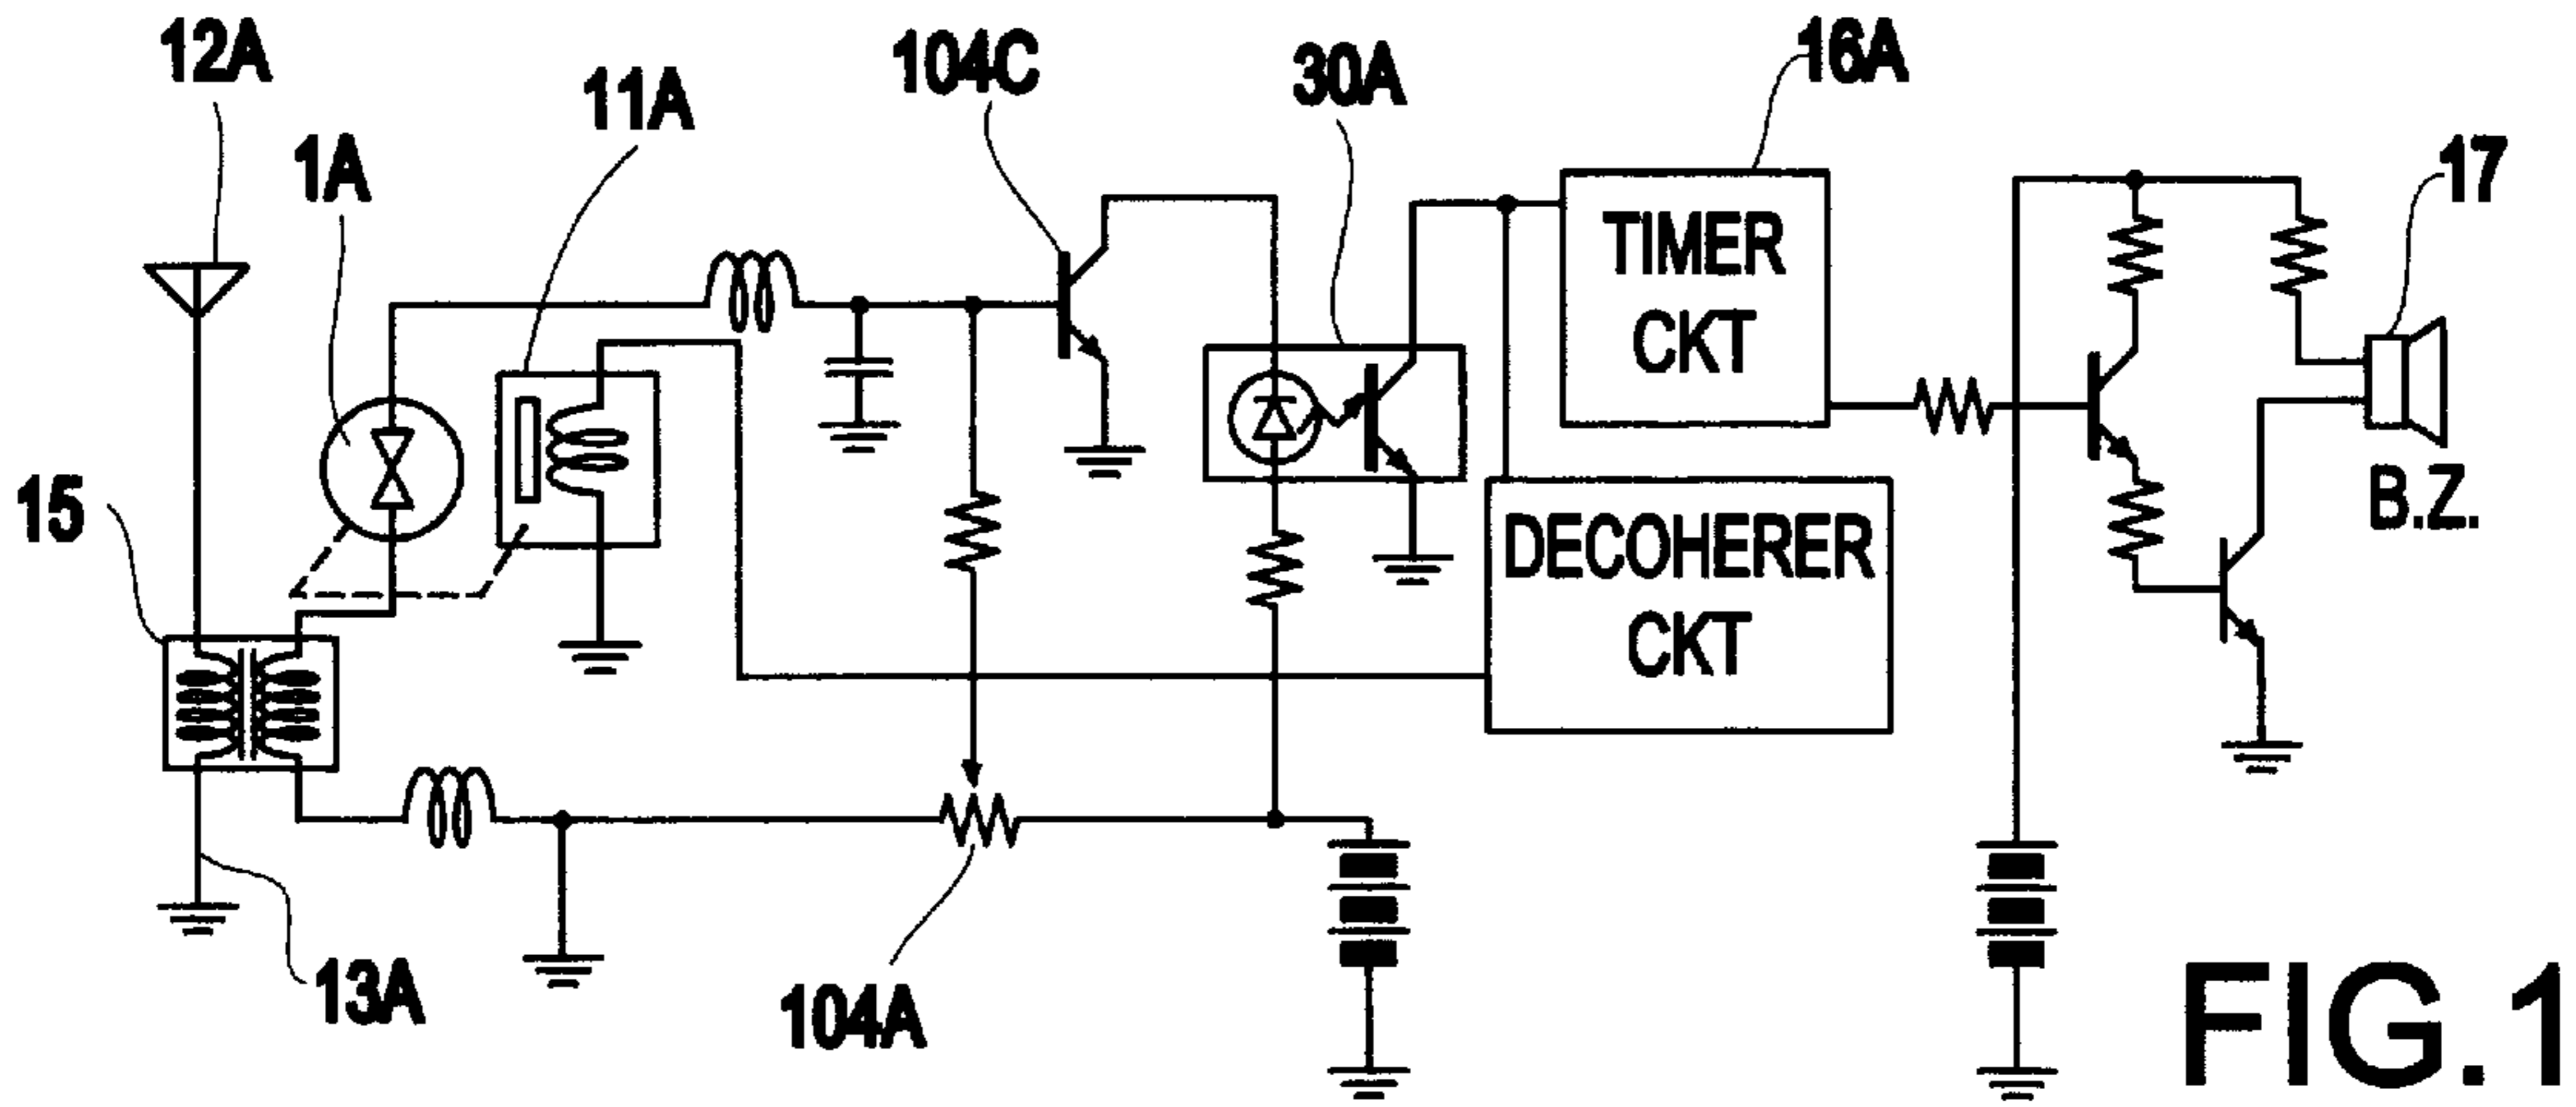 12A
104C
16A
30A
11A
17
1A
TIMER
CKT
B.Z.
15
DECOHERER
CKT
13A
104A
FIG.1